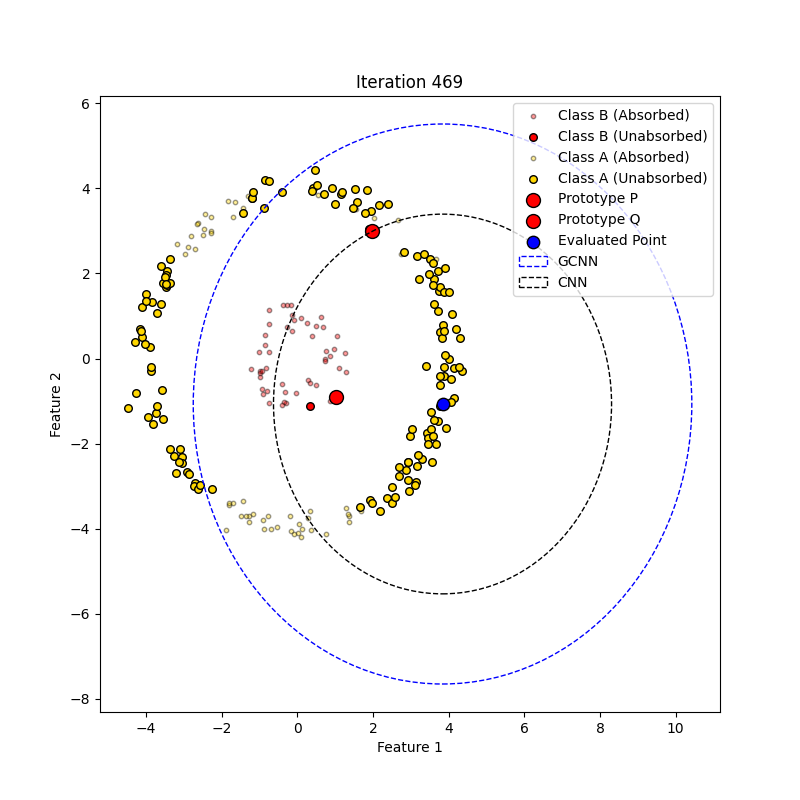 Iteration 469
Class B (Absorbed)
Class B (Unabsorbed)
Class A (Absorbed)
Class A (Unabsorbed)
Prototype P
Prototype Q
Evaluated Point
GCNN
CNN
6
4
2
0
−2
−4
−6
−8
Feature 2
−4 −2 0 2 4 6 8 10
Feature 1